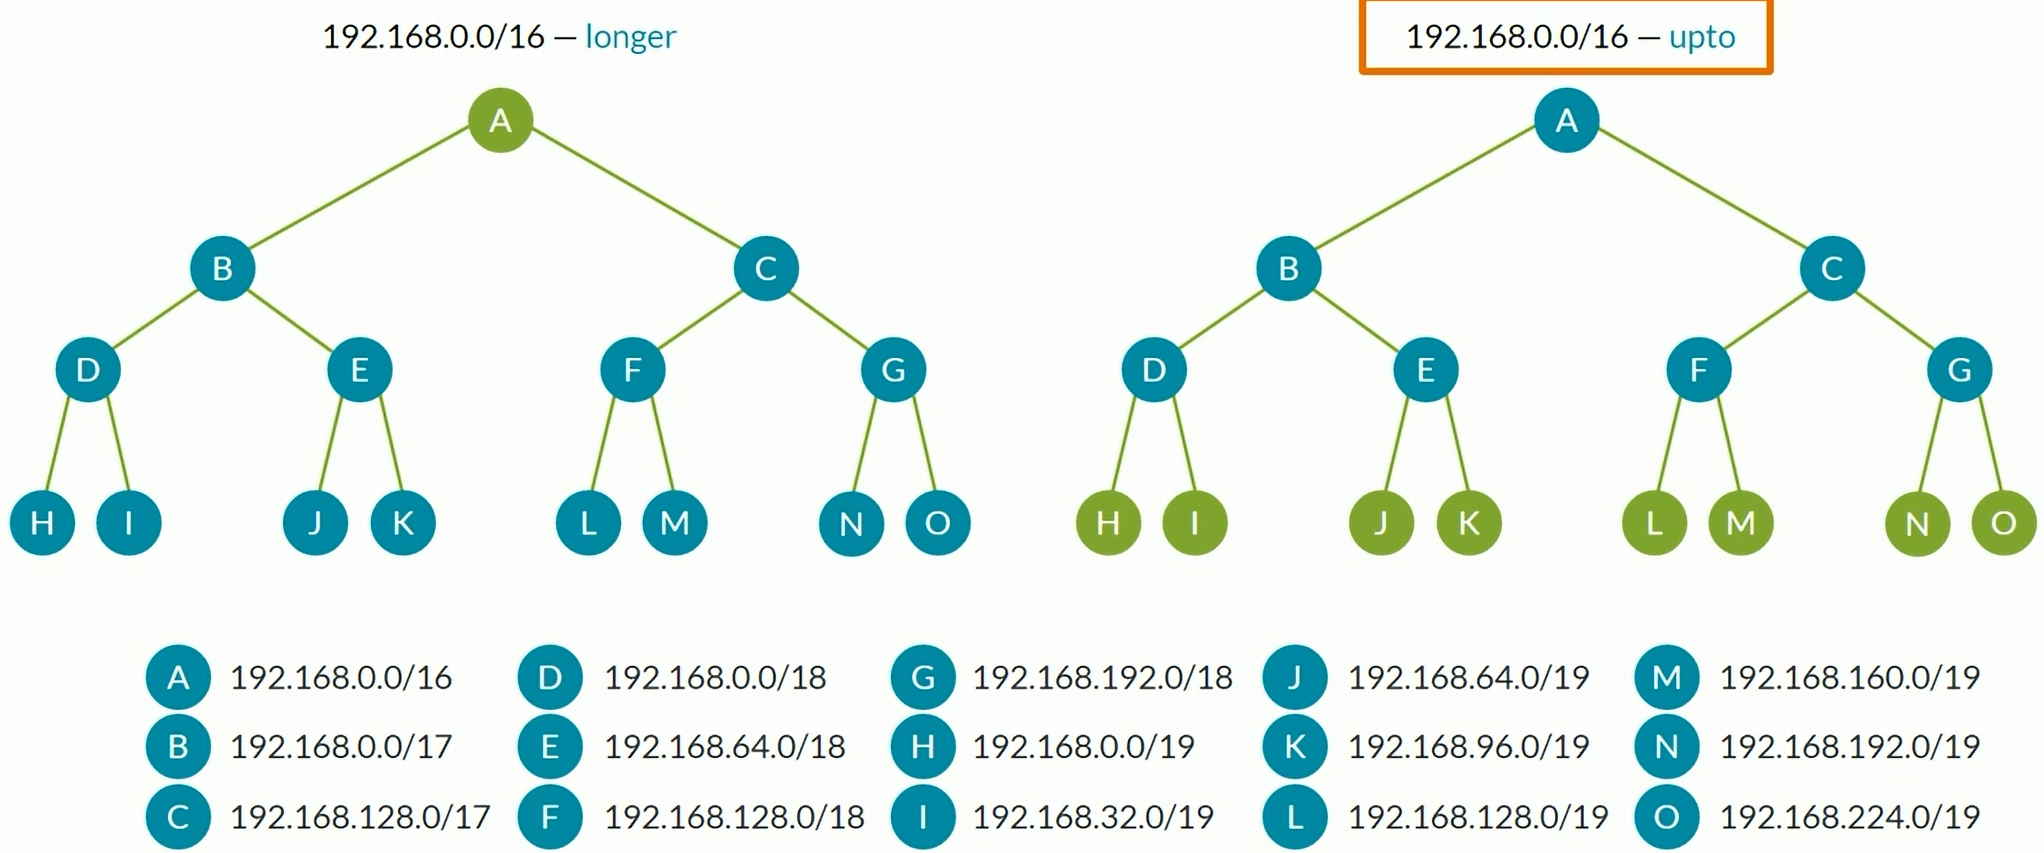 192.168.0.0/16 — longer
192.168.0.0/16 — upto
A
B C
D E F G
H I J K L M N O
A
B C
D E F G
H I J K L M N O
A 192.168.0.0/16
B 192.168.0.0/17
C 192.168.128.0/17
D 192.168.0.0/18
E 192.168.64.0/18
F 192.168.128.0/18
G 192.168.192.0/18
H 192.168.0.0/19
I 192.168.32.0/19
J 192.168.64.0/19
K 192.168.96.0/19
L 192.168.128.0/19
M 192.168.160.0/19
N 192.168.192.0/19
O 192.168.224.0/19